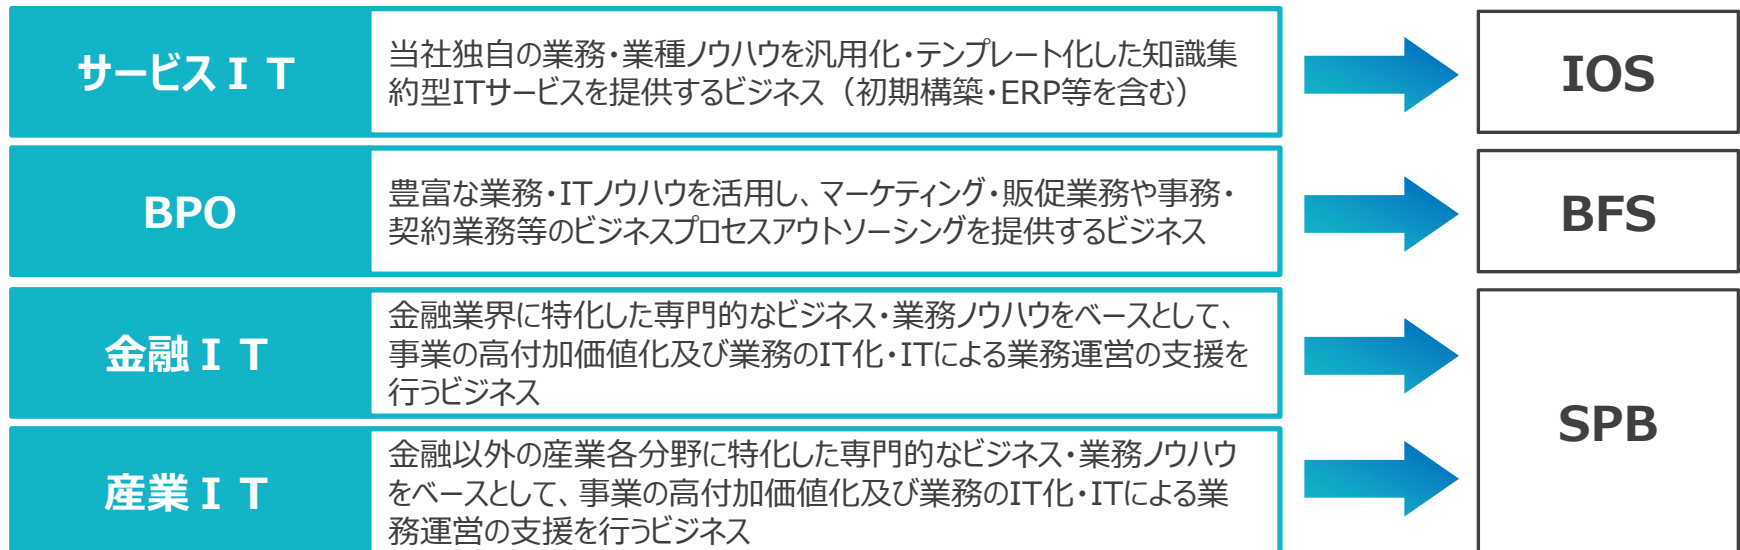 サービスＩＴ
当社独自の業務・業種ノウハウを汎用化・テンプレート化した知識集
約型ITサービスを提供するビジネス（初期構築・ERP等を含む）
IOS
BPO
豊富な業務・ITノウハウを活用し、マーケティング・販促業務や事務・
契約業務等のビジネスプロセスアウトソーシングを提供するビジネス
BFS
金融ＩＴ
金融業界に特化した専門的なビジネス・業務ノウハウをベースとして、
事業の高付加価値化及び業務のIT化・ITによる業務運営の支援を
行うビジネス
産業ＩＴ
金融以外の産業各分野に特化した専門的なビジネス・業務ノウハウ
をベースとして、事業の高付加価値化及び業務のIT化・ITによる業
務運営の支援を行うビジネス
SPB